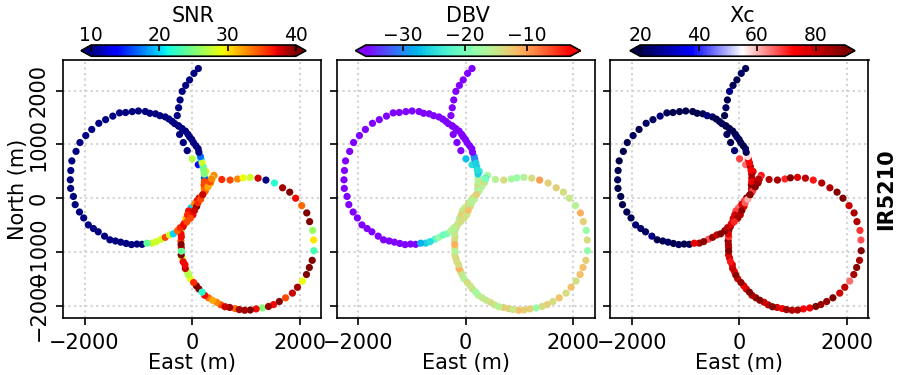 SNR DBV Xc
10 20 30 40 −30 −20 −10 20 40 60 80
North (m)
2000
1000
0
−1000
−2000
−2000 0 2000 −2000 0 2000 −2000 0 2000
East (m) East (m) East (m)
IR5210